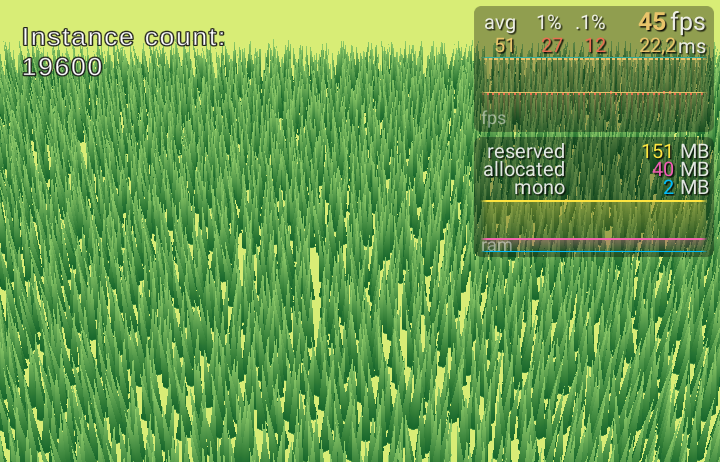 Instance count:
19600
avg 1% .1% 45 fps
51 27 12 22,2 ms
fps
reserved 151 MB
allocated 40 MB
mono 2 MB
ram